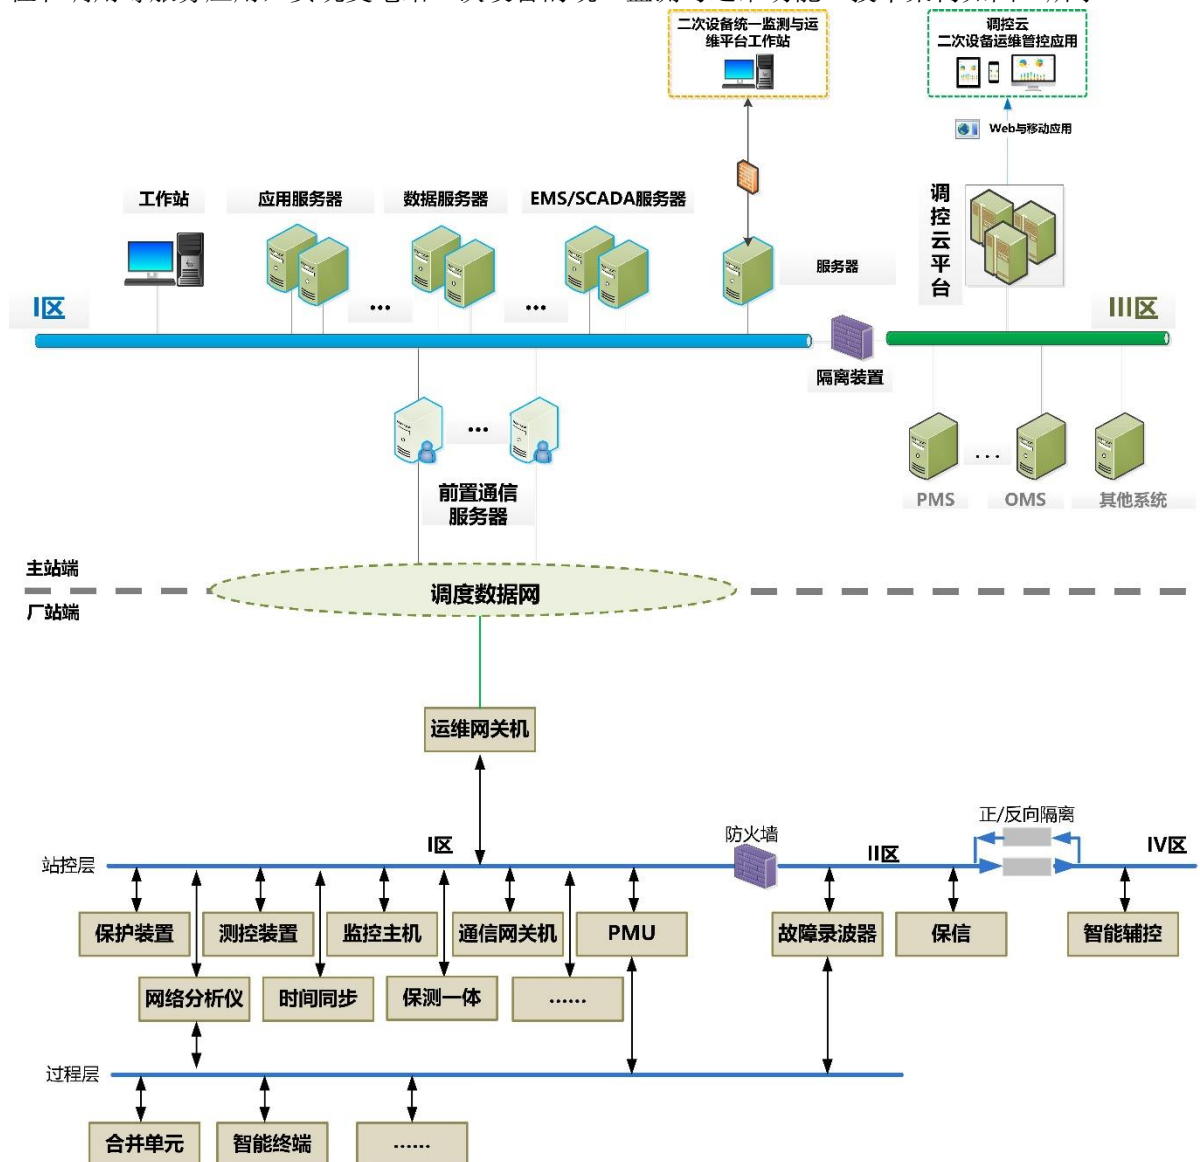 二次设备统一监测与运
维平台工作站
调控云
二次设备运维管控应用
Web与移动应用
工作站
应用服务器
数据服务器
EMS/SCADA服务器
服务器
调控云平台
...
...
I区
III区
隔离装置
...
前置通信
服务器
...
PMS
OMS
其他系统
主站端
调度数据网
厂站端
运维网关机
正/反向隔离
防火墙
I区
II区
IV区
站控层
保护装置
测控装置
监控主机
通信网关机
PMU
故障录波器
保信
智能辅控
网络分析仪
时间同步
保测一体
......
过程层
合并单元
智能终端
......